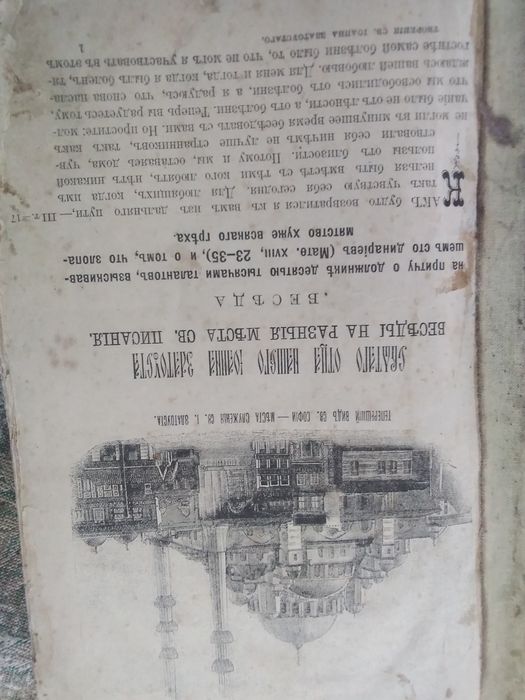 ТЕПЕРЕШНІЙ ВИДЪ СВ. СОФІИ — МѢСТА СЛУЖЕНІЯ СВ. І. ЗЛАТОУСТА.
СВѦТАГО ОТЦА НАШЕГО ІОАННА ЗЛАТОУСТА
БЕСѢДЫ НА РАЗНЫЯ МѢСТА СВ. ПИСАНІЯ.
БЕСѢДА
на притчу о должникѣ десятью тысячами талантовъ, взыскивав-
шемъ сто динаріевъ (Матѳ. XVIII, 23—35), и о томъ, что злопа-
мятство хуже всякаго грѣха.
КАКЪ будто возвратился я къ вамъ изъ дальняго пути,— III т.—17
такъ чувствую себя сегодня. Для любящихъ, когда имъ
нельзя быть вмѣстѣ съ тѣми кого любятъ, нѣтъ никакой
пользы отъ близости. Потому и мы, оставаясь дома, чув-
ствовали себя ничѣмъ не лучше странниковъ, такъ какъ
не могли въ минувшее время бесѣдовать съ вами. Но простите: мол-
чаніе было не отъ лѣности, а отъ болѣзни. Теперь вы радуетесь тому,
что мы освободились отъ болѣзни, а я радуюсь, что снова насла-
ждаюсь вашей любовью. Для меня и тогда, когда я былъ боленъ, тя-
гостнѣе самой болѣзни было то, что не могъ я участвовать въ этомъ
ТВОРЕНІЯ СВ. ІОАННА ЗЛАТОУСТАГО.
1